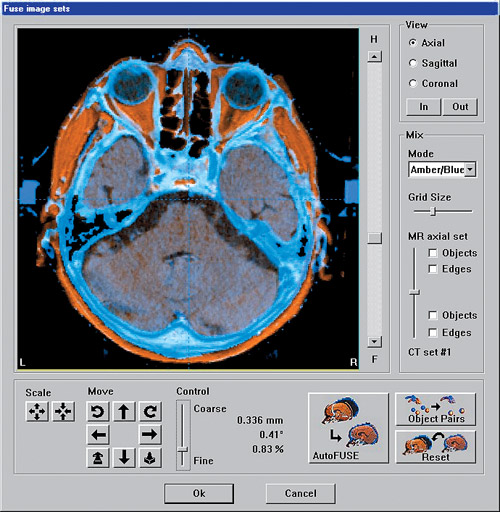 Fuse image sets
H
F
L
R
View
Axial
Sagittal
Coronal
In
Out
Mix
Mode
Amber/Blue
Grid Size
MR axial set
Objects
Edges
Objects
Edges
CT set #1
Scale
Move
Control
Coarse
0.336 mm
0.41°
0.83 %
Fine
AutoFUSE
Object Pairs
Reset
Ok
Cancel